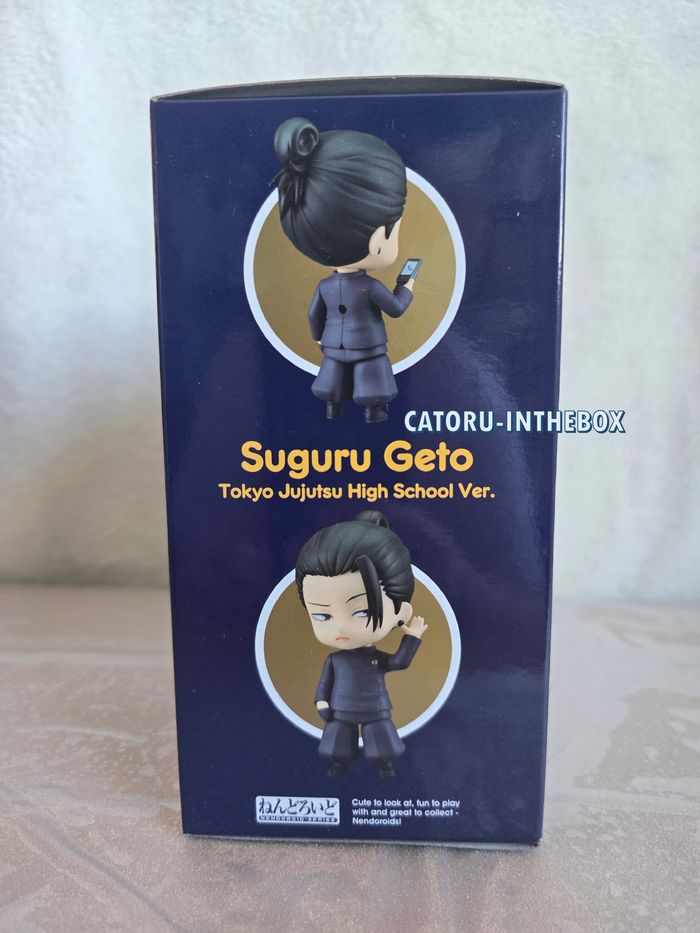 CATORU-INTHEBOX
Suguru Geto
Tokyo Jujutsu High School Ver.
ねんどろいど
NENDOROID SERIES
Cute to look at, fun to play
with and great to collect -
Nendoroids!